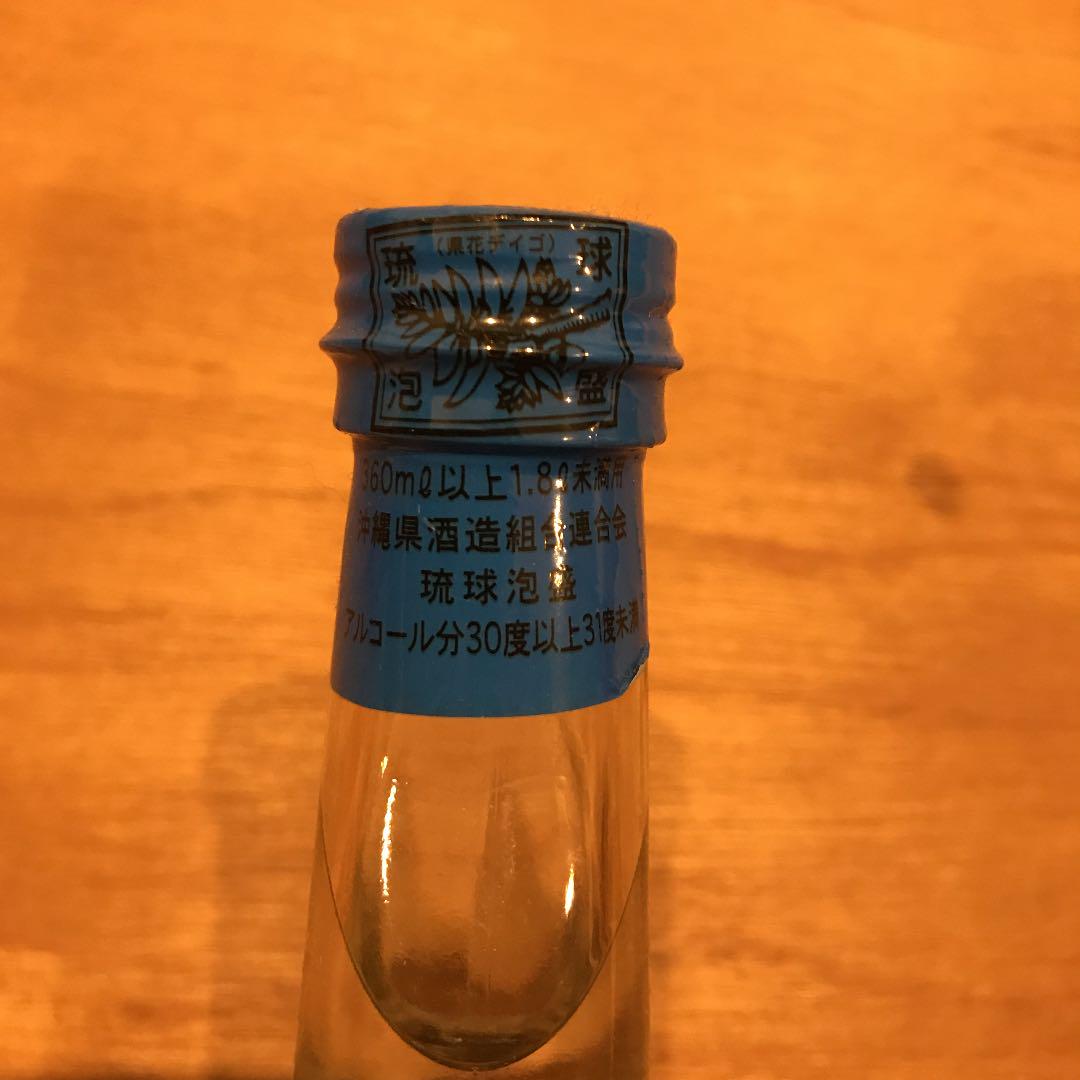 (県花デイゴ)
琉球
泡盛
360mℓ以上1.8ℓ未満用
沖縄県酒造組合連合会
琉球泡盛
アルコール分30度以上31度未満